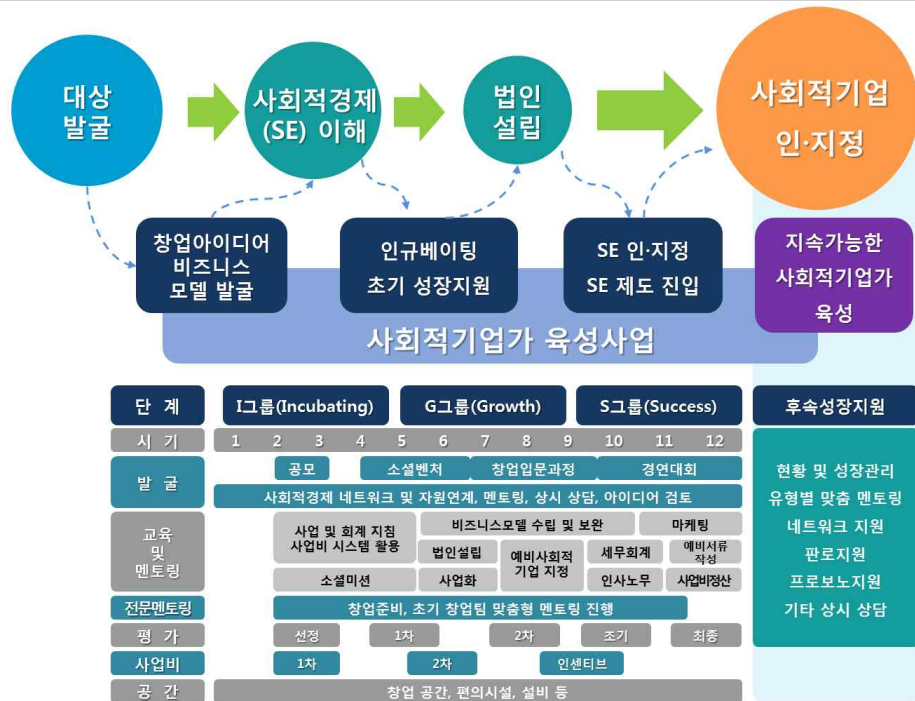 대상
발굴
사회적경제
(SE) 이해
법인
설립
사회적기업
인·지정
창업아이디어
비즈니스
모델 발굴
인규베이팅
초기 성장지원
SE 인·지정
SE 제도 진입
지속가능한
사회적기업가
육성
사회적기업가 육성사업
단 계
I그룹(Incubating)
G그룹(Growth)
S그룹(Success)
후속성장지원
시 기
1 2 3 4 5 6 7 8 9 10 11 12
발 굴
공모
소셜벤처
창업입문과정
경연대회
사회적경제 네트워크 및 자원연계, 멘토링, 상시 상담, 아이디어 검토
교육
및
멘토링
사업 및 회계 지침
사업비 시스템 활용
비즈니스모델 수립 및 보완
마케팅
법인설립
예비사회적
기업 지정
세무회계
예비서류
작성
소셜미션
사업화
인사노무
사업비정산
전문멘토링
창업준비, 초기 창업팀 맞춤형 멘토링 진행
평 가
선정
1차
2차
조기
최종
사업비
1차
2차
인센티브
공 간
창업 공간, 편의시설, 설비 등
현황 및 성장관리
유형별 맞춤 멘토링
네트워크 지원
판로지원
프로보노지원
기타 상시 상담